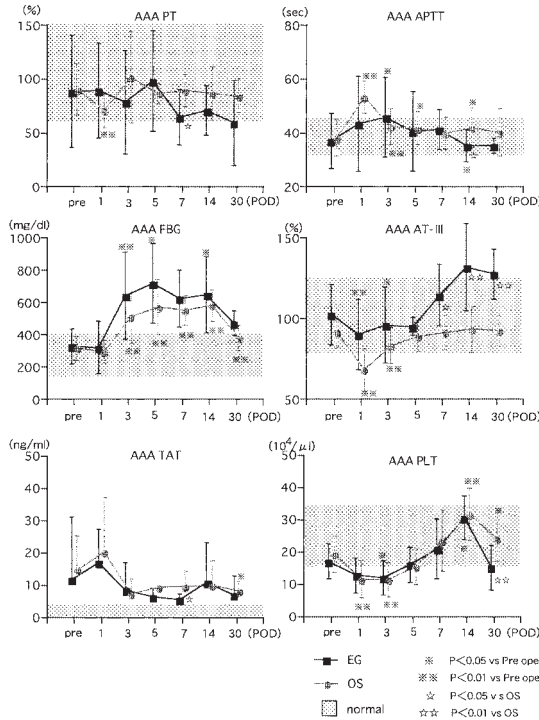 (%) AAA PT
150
100
50
0
pre 1 3 5 7 14 30 (POD)
(sec) AAA APTT
80
60
40
20
pre 1 3 5 7 14 30 (POD)
(mg/dl) AAA FBG
1000
800
600
400
200
0
pre 1 3 5 7 14 30 (POD)
(%) AAA AT-III
150
100
50
pre 1 3 5 7 14 30 (POD)
(ng/ml) AAA TAT
50
40
30
20
10
0
pre 1 3 5 7 14 30 (POD)
(10⁴/μl) AAA PLT
50
40
30
20
10
0
pre 1 3 5 7 14 30 (POD)
EG
OS
normal
※ P<0.05 vs Pre ope
※※ P<0.01 vs Pre ope
☆ P<0.05 v s OS
☆☆ P<0.01 vs OS